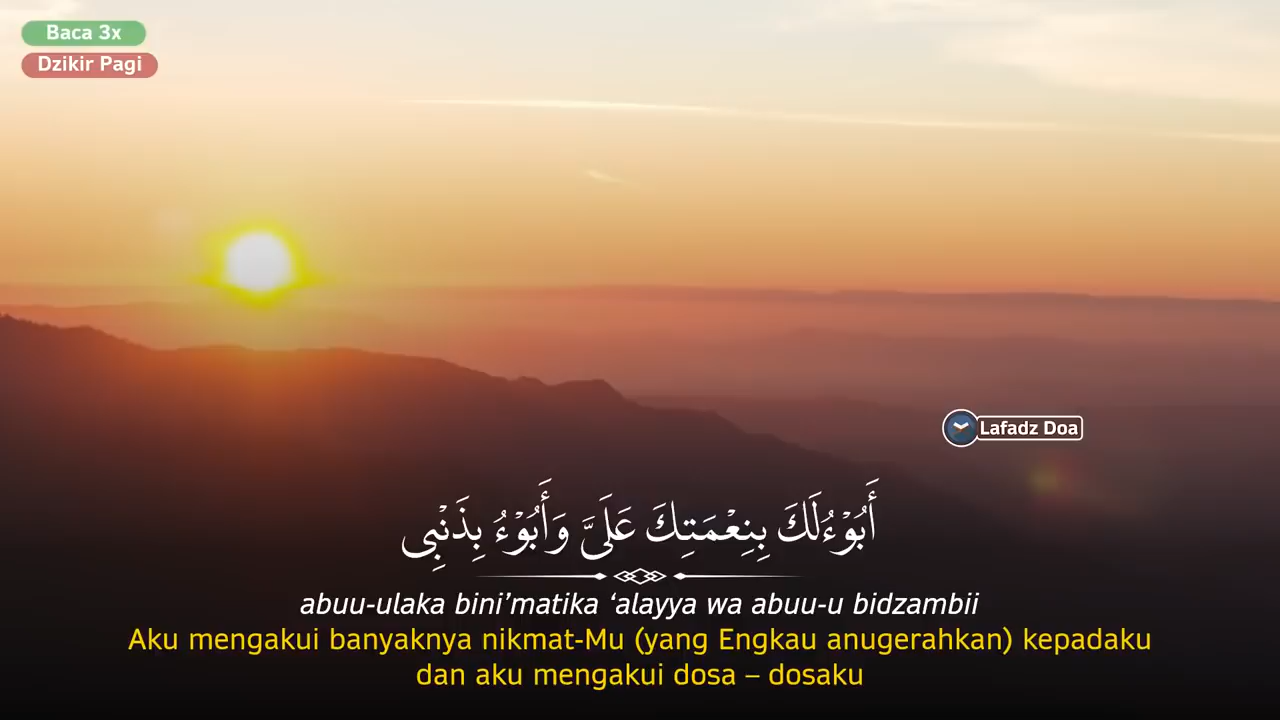 Baca 3x
Dzikir Pagi
Lafadz Doa
أَبُوْءُلَكَ بِنِعْمَتِكَ عَلَيَّ وَأَبُوْءُ بِذَنْبِى
abuu-ulaka bini’matika ‘alayya wa abuu-u bidzambii
Aku mengakui banyaknya nikmat-Mu (yang Engkau anugerahkan) kepadaku
dan aku mengakui dosa – dosaku